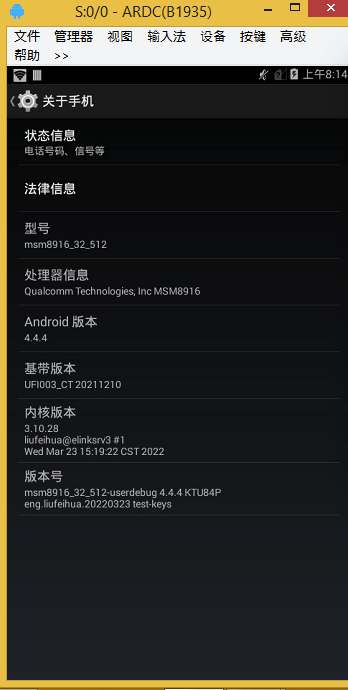 S:0/0 - ARDC(B1935)
文件 管理器 视图 输入法 设备 按键 高级
帮助 >>
上午8:14
关于手机
状态信息
电话号码、信号等
法律信息
型号
msm8916_32_512
处理器信息
Qualcomm Technologies, Inc MSM8916
Android 版本
4.4.4
基带版本
UFI003_CT 20211210
内核版本
3.10.28
liufeihua@elinksrv3 #1
Wed Mar 23 15:19:22 CST 2022
版本号
msm8916_32_512-userdebug 4.4.4 KTU84P
eng.liufeihua.20220323 test-keys